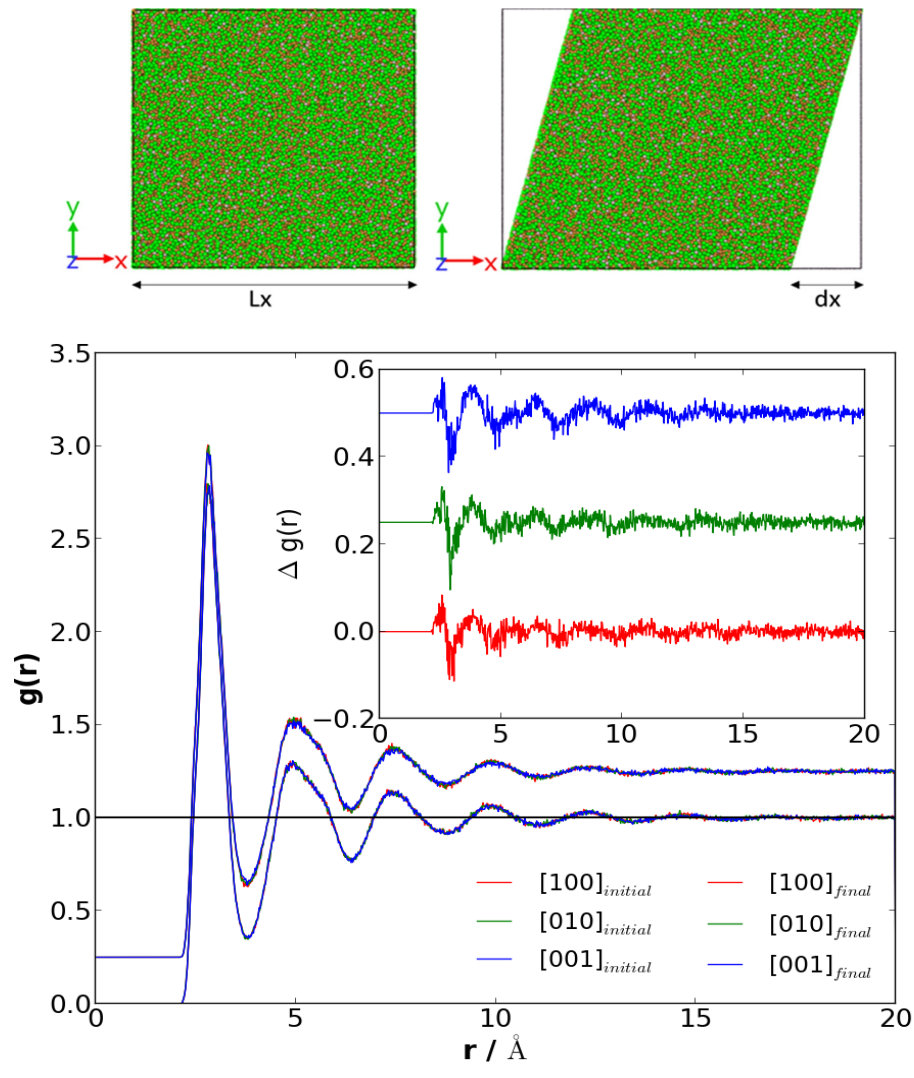 y
z x
Lx
y
z x
dx
g(r)
3.5
3.0
2.5
2.0
1.5
1.0
0.5
0.0
0 5 10 15 20
r / Å
Δ g(r)
0.6
0.4
0.2
0.0
−0.2
0 5 10 15 20
[100]initial [100]final
[010]initial [010]final
[001]initial [001]final